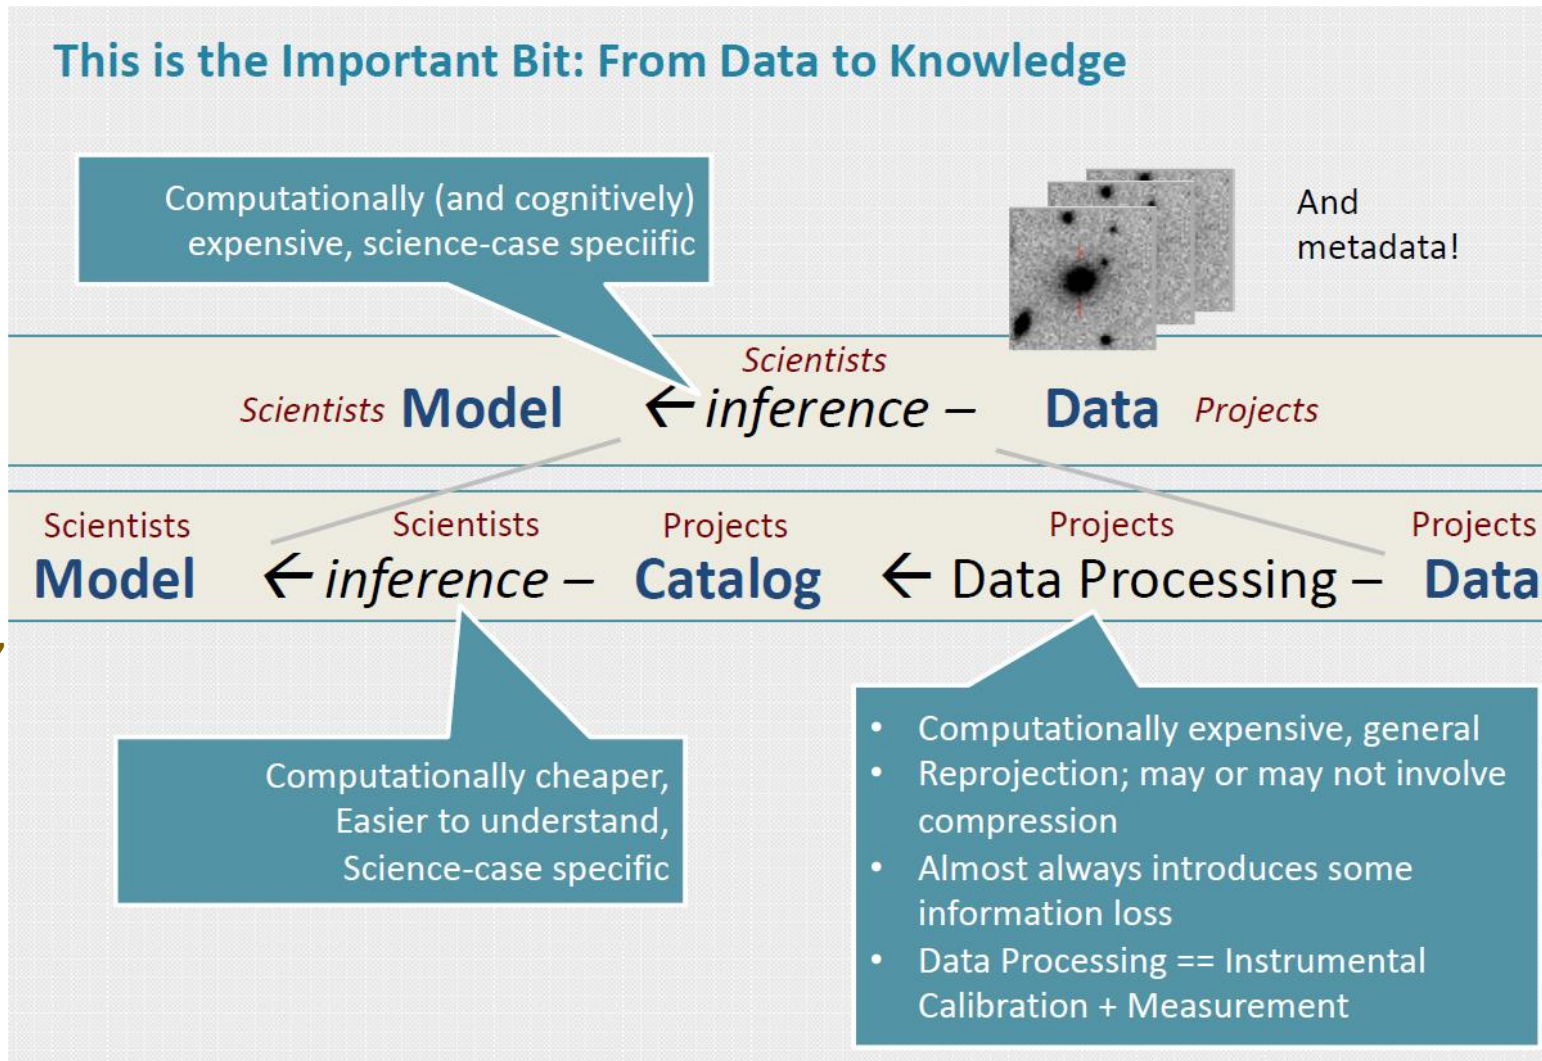 This is the Important Bit: From Data to Knowledge
Computationally (and cognitively)
expensive, science-case speciific
And
metadata!
Scientists
Scientists Model ← inference – Data Projects
Scientists Scientists Projects Projects Projects
Model ← inference – Catalog ← Data Processing – Data
,
Computationally cheaper,
Easier to understand,
Science-case specific
• Computationally expensive, general
• Reprojection; may or may not involve
compression
• Almost always introduces some
information loss
• Data Processing == Instrumental
Calibration + Measurement